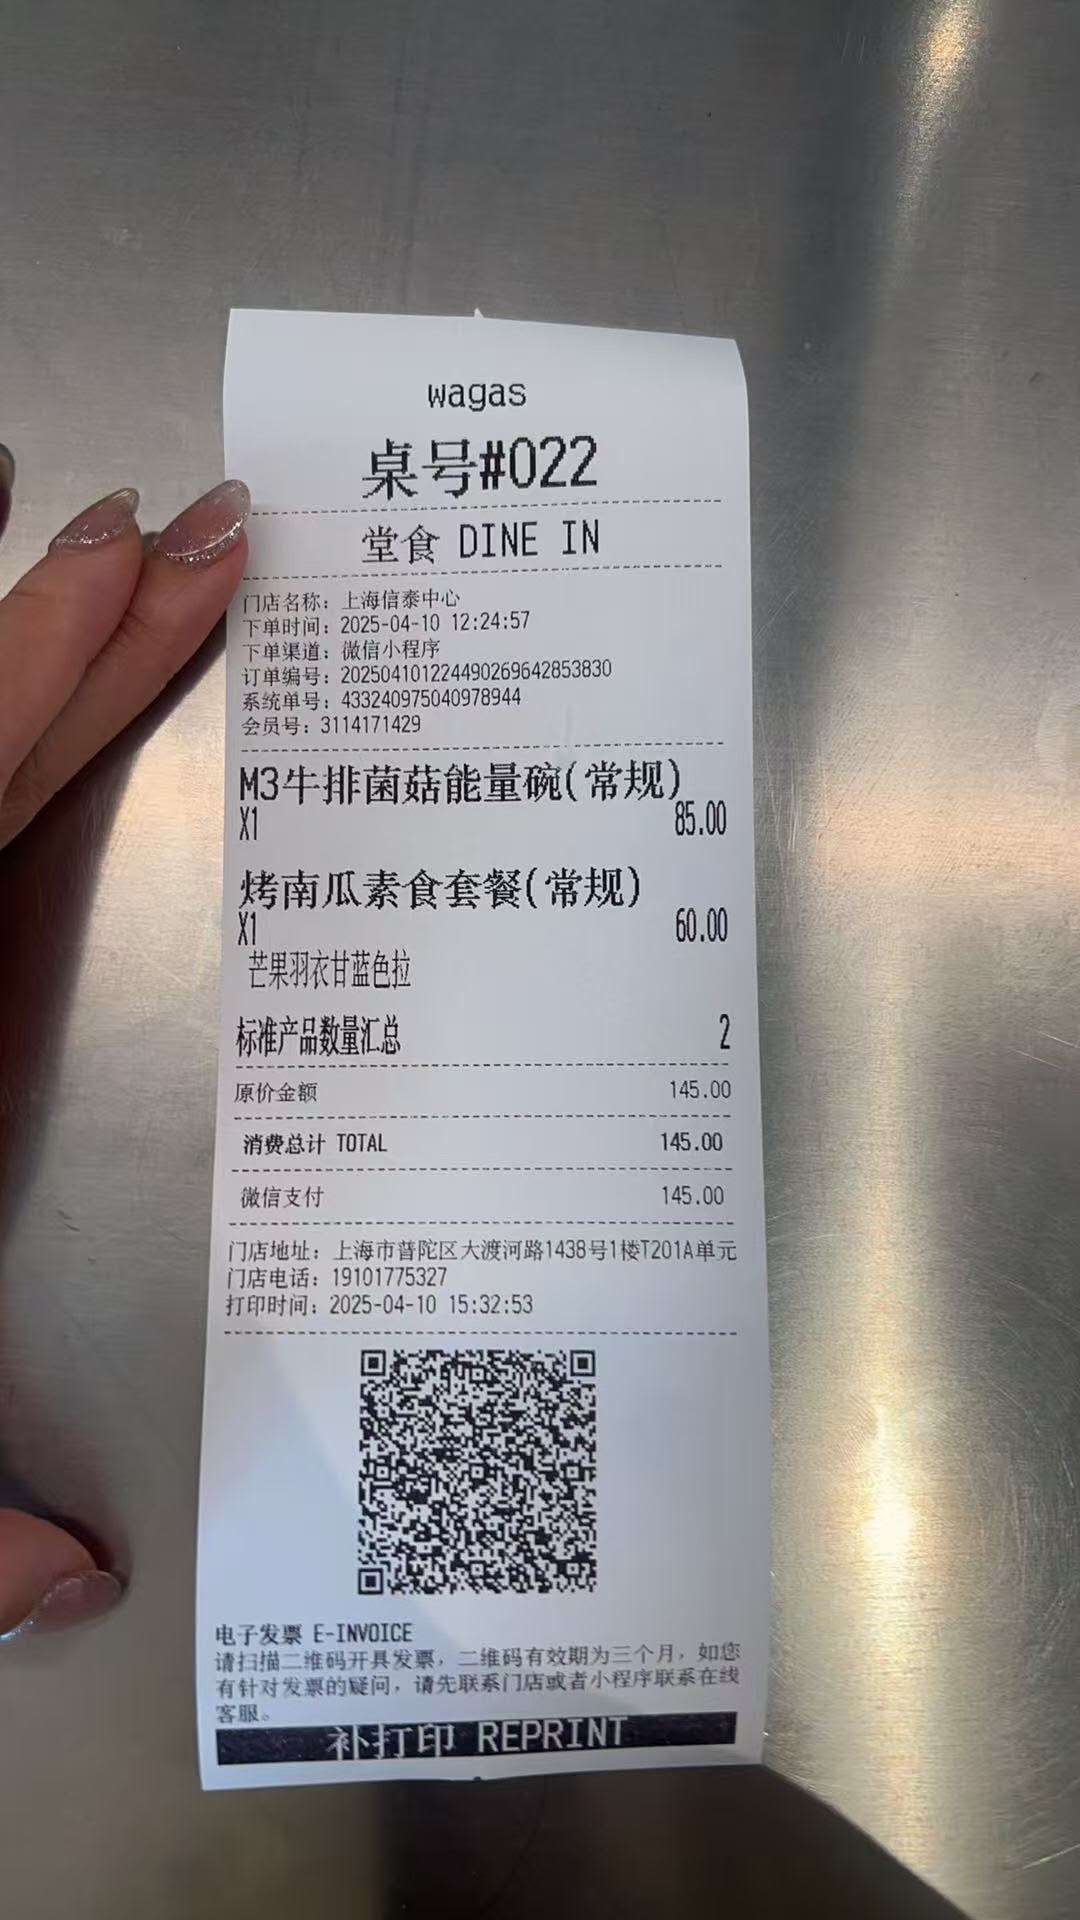 wagas
桌号#022
堂食 DINE IN
门店名称：上海信泰中心
下单时间：2025-04-10 12:24:57
下单渠道：微信小程序
订单编号：202504101224490269642853830
系统单号：433240975040978944
会员号：3114171429
M3牛排菌菇能量碗(常规)
X1 85.00
烤南瓜素食套餐(常规)
X1 60.00
芒果羽衣甘蓝色拉
标准产品数量汇总 2
原价金额 145.00
消费总计 TOTAL 145.00
微信支付 145.00
门店地址：上海市普陀区大渡河路1438号1楼T201A单元
门店电话：19101775327
打印时间：2025-04-10 15:32:53
电子发票 E-INVOICE
请扫描二维码开具发票，二维码有效期为三个月，如您
有针对发票的疑问，请先联系门店或者小程序联系在线
客服。
补打印 REPRINT